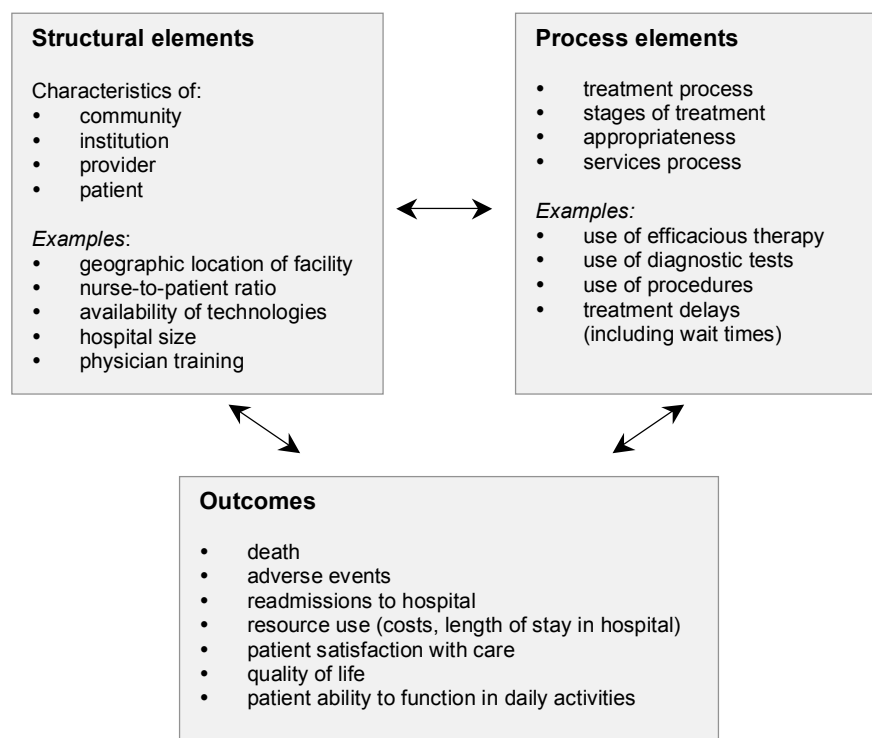 Structural elements
Characteristics of:
• community
• institution
• provider
• patient
Examples:
• geographic location of facility
• nurse-to-patient ratio
• availability of technologies
• hospital size
• physician training
Process elements
• treatment process
• stages of treatment
• appropriateness
• services process
Examples:
• use of efficacious therapy
• use of diagnostic tests
• use of procedures
• treatment delays
(including wait times)
Outcomes
• death
• adverse events
• readmissions to hospital
• resource use (costs, length of stay in hospital)
• patient satisfaction with care
• quality of life
• patient ability to function in daily activities